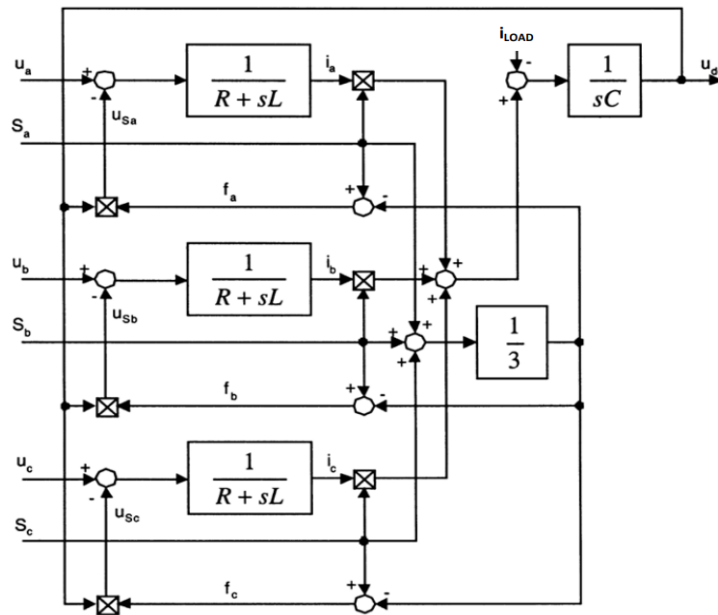 i_LOAD
u_a + - 1 / R + sL i_a - + 1 / sC u_d
u_Sa
S_a
+ -
f_a
u_b + - 1 / R + sL i_b + + +
u_Sb
S_b + + + 1 / 3
+ -
f_b
u_c + - 1 / R + sL i_c
u_Sc
S_c
+ -
f_c